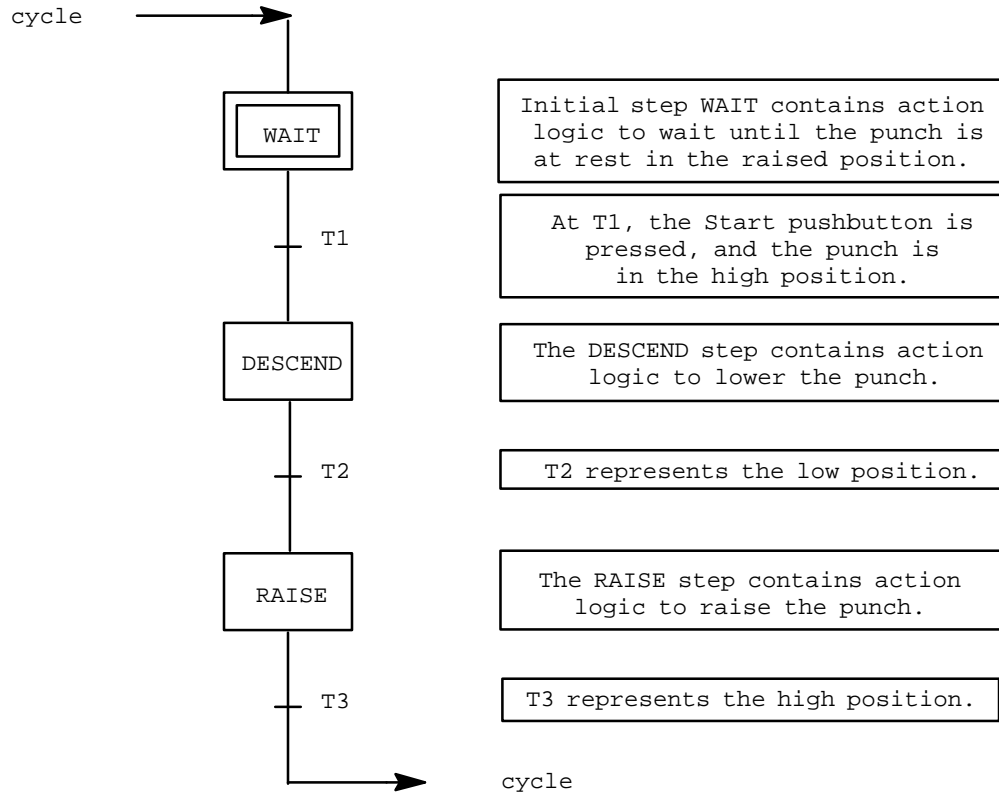 cycle
WAIT
Initial step WAIT contains action
logic to wait until the punch is
at rest in the raised position.
T1
At T1, the Start pushbutton is
pressed, and the punch is
in the high position.
DESCEND
The DESCEND step contains action
logic to lower the punch.
T2
T2 represents the low position.
RAISE
The RAISE step contains action
logic to raise the punch.
T3
T3 represents the high position.
cycle